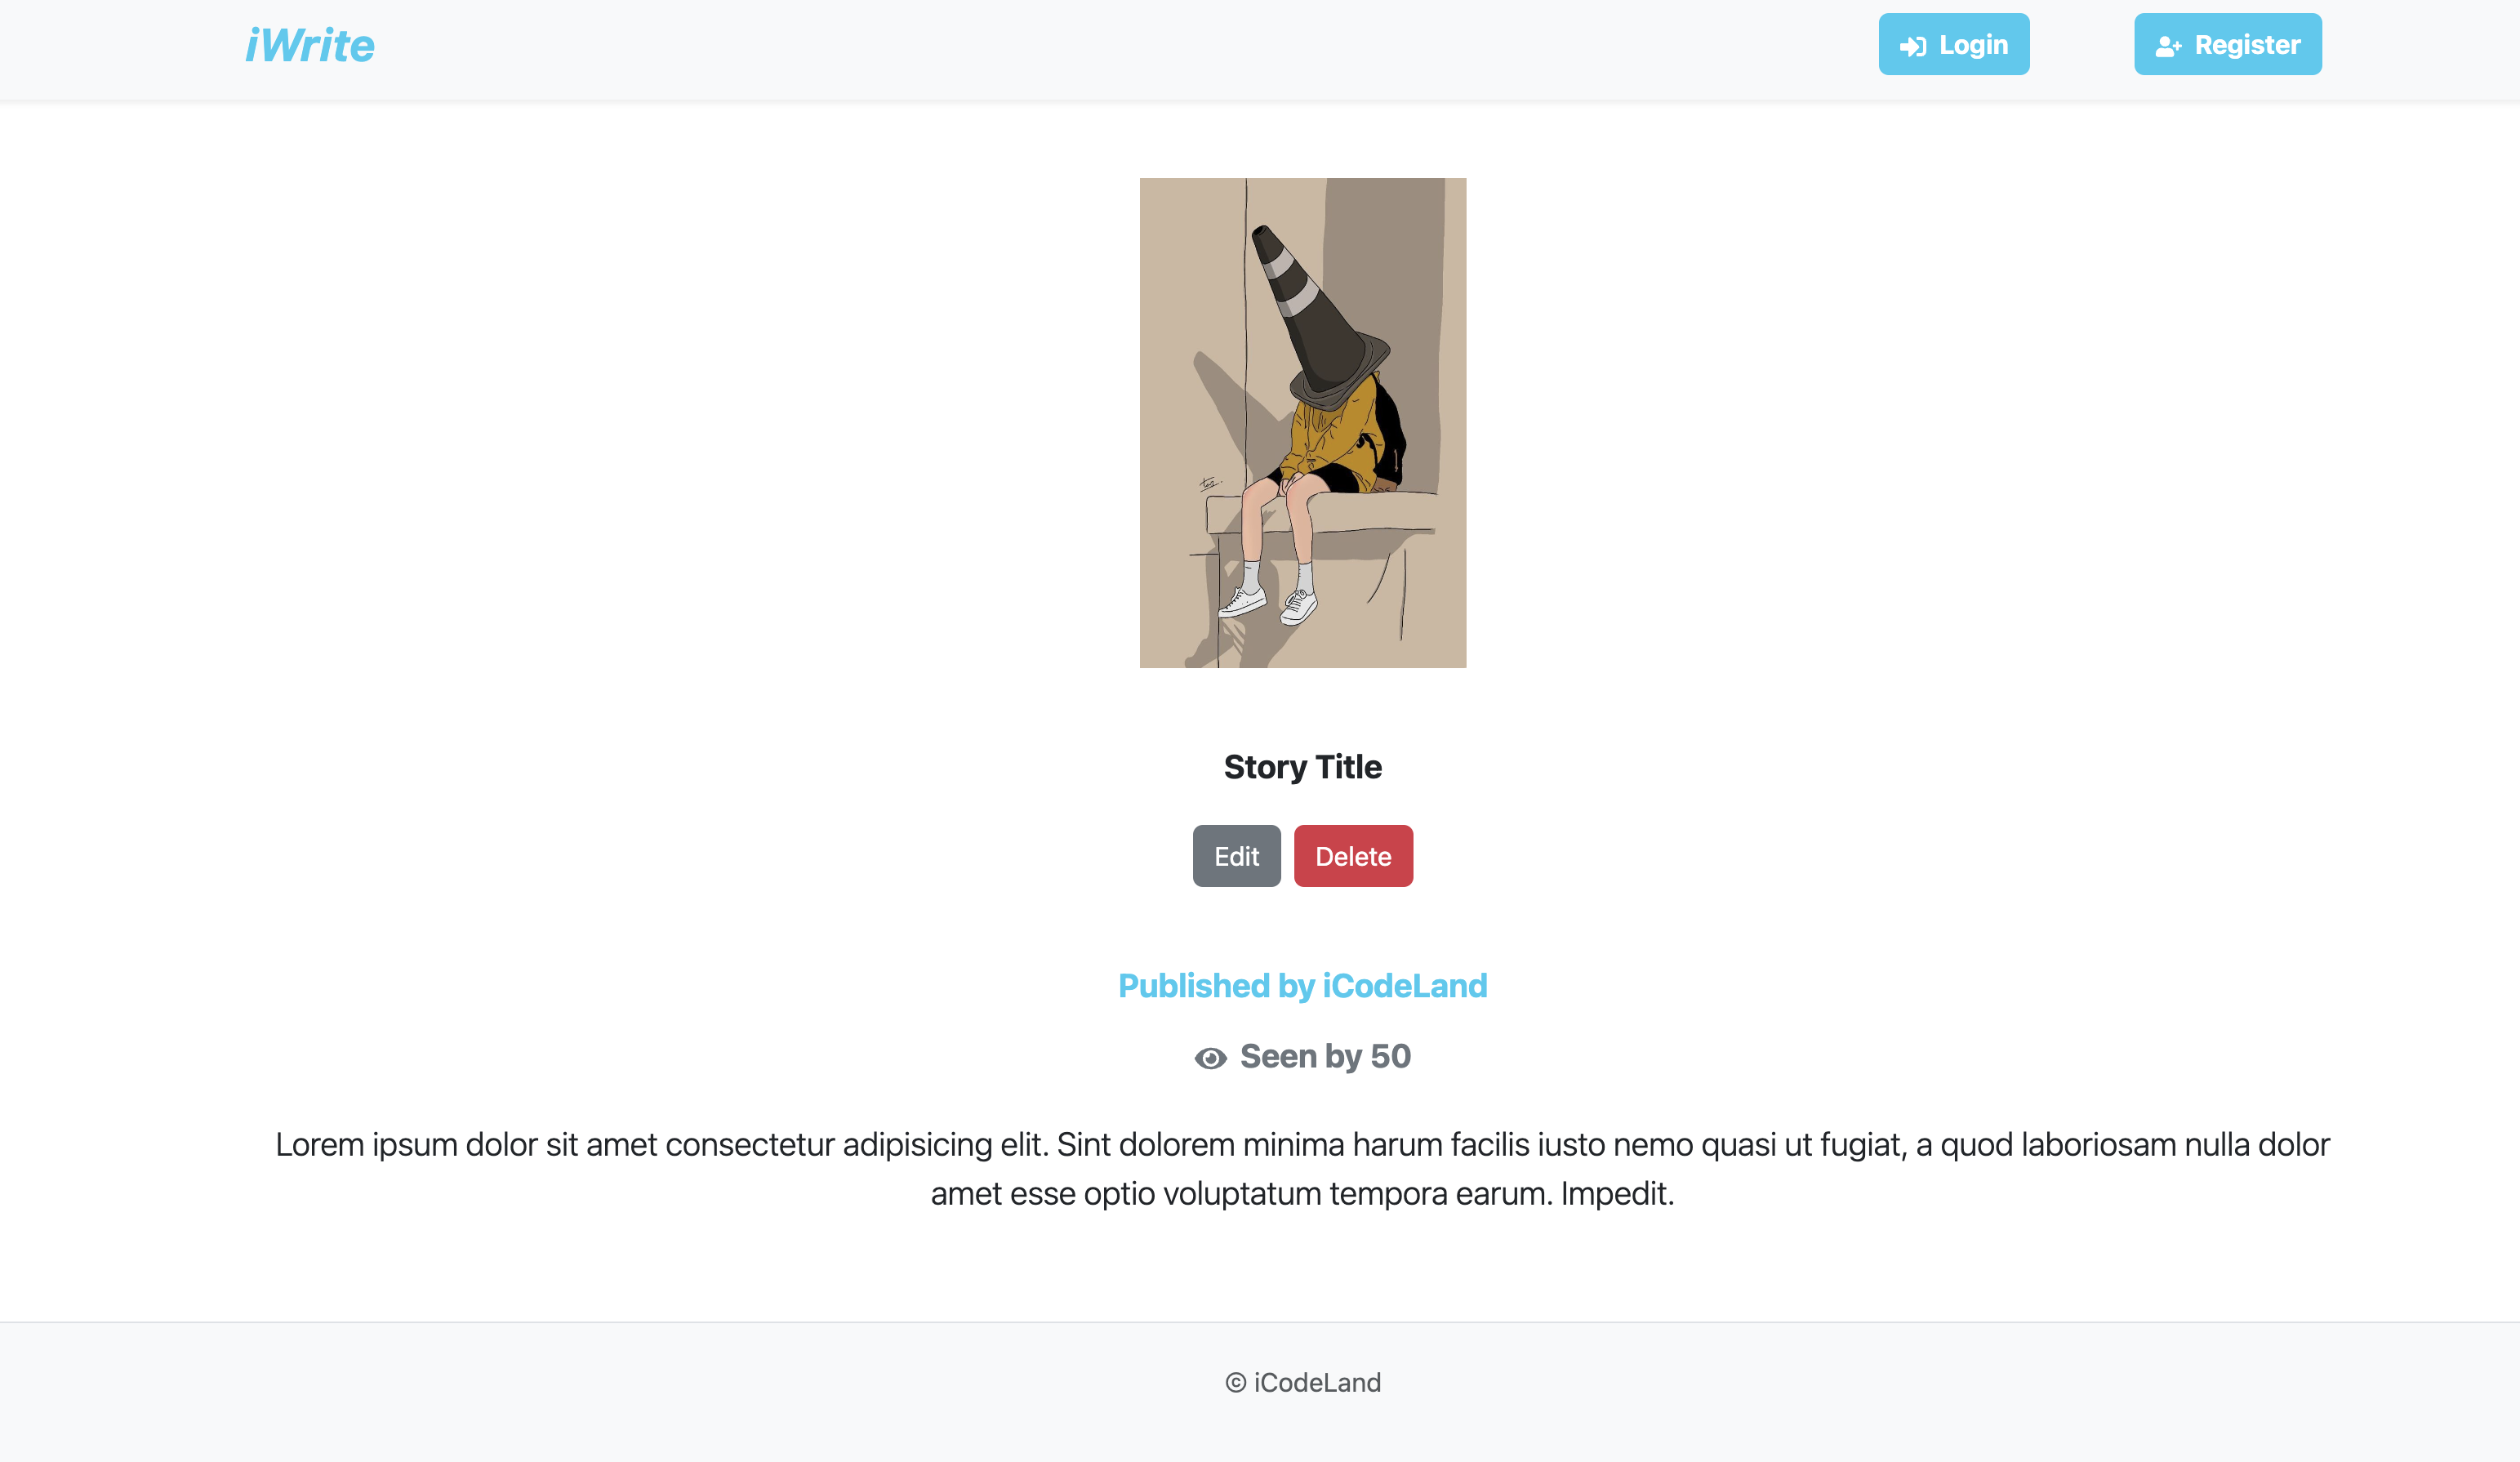 iWrite
Login
Register
Story Title
Edit
Delete
Published by iCodeLand
Seen by 50
Lorem ipsum dolor sit amet consectetur adipisicing elit. Sint dolorem minima harum facilis iusto nemo quasi ut fugiat, a quod laboriosam nulla dolor
amet esse optio voluptatum tempora earum. Impedit.
© iCodeLand